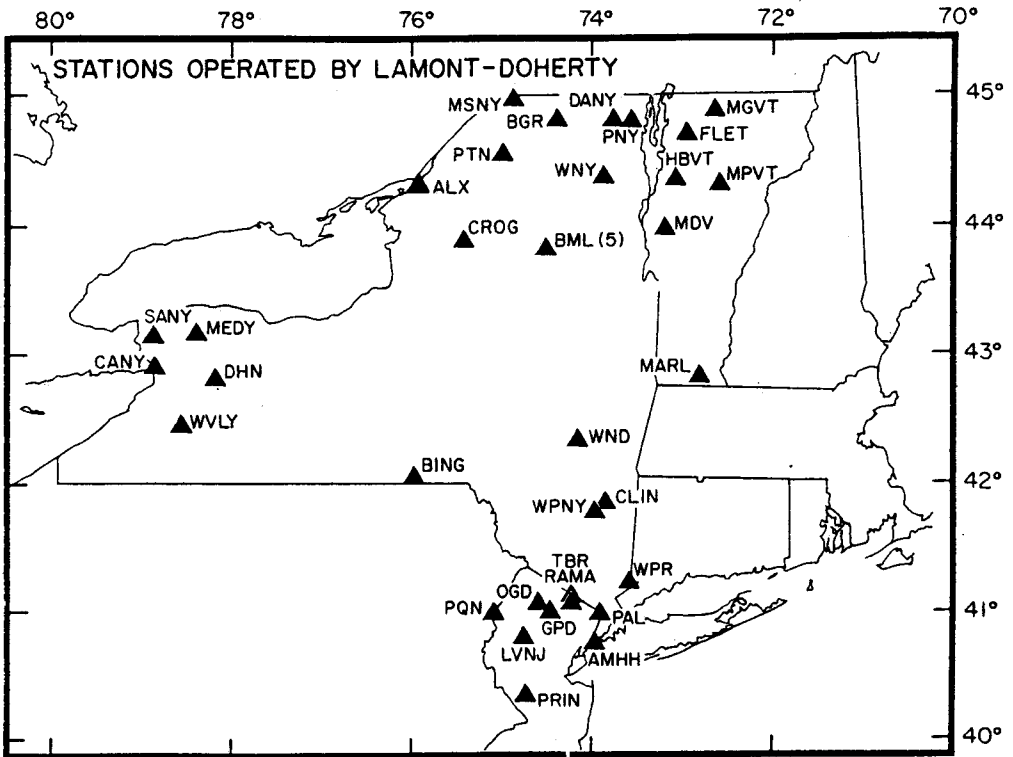 80° 78° 76° 74° 72° 70°
STATIONS OPERATED BY LAMONT-DOHERTY
45°
MSNY
DANY
MGVT
BGR
PNY
FLET
PTN
WNY
HBVT
MPVT
ALX
44°
CROG
BML (5)
MDV
SANY
MEDY
43°
CANY
DHN
MARL
WVLY
WND
BING
42°
WPNY
CLIN
TBR
RAMA
WPR
OGD
PQN
GPD
PAL
41°
LVNJ
AMHH
PRIN
40°